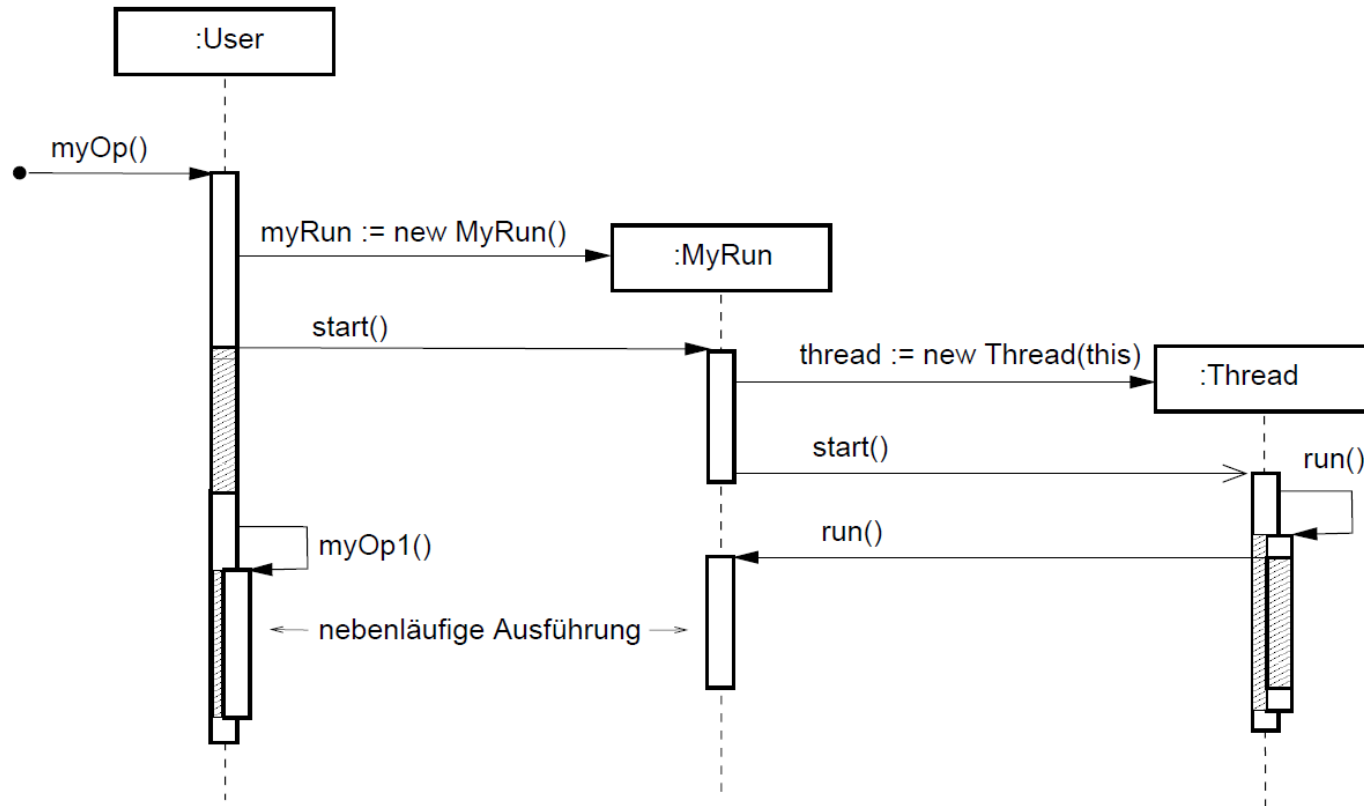 :User
myOp()
myRun := new MyRun()
:MyRun
start()
thread := new Thread(this)
:Thread
start()
run()
myOp1()
run()
nebenläufige Ausführung